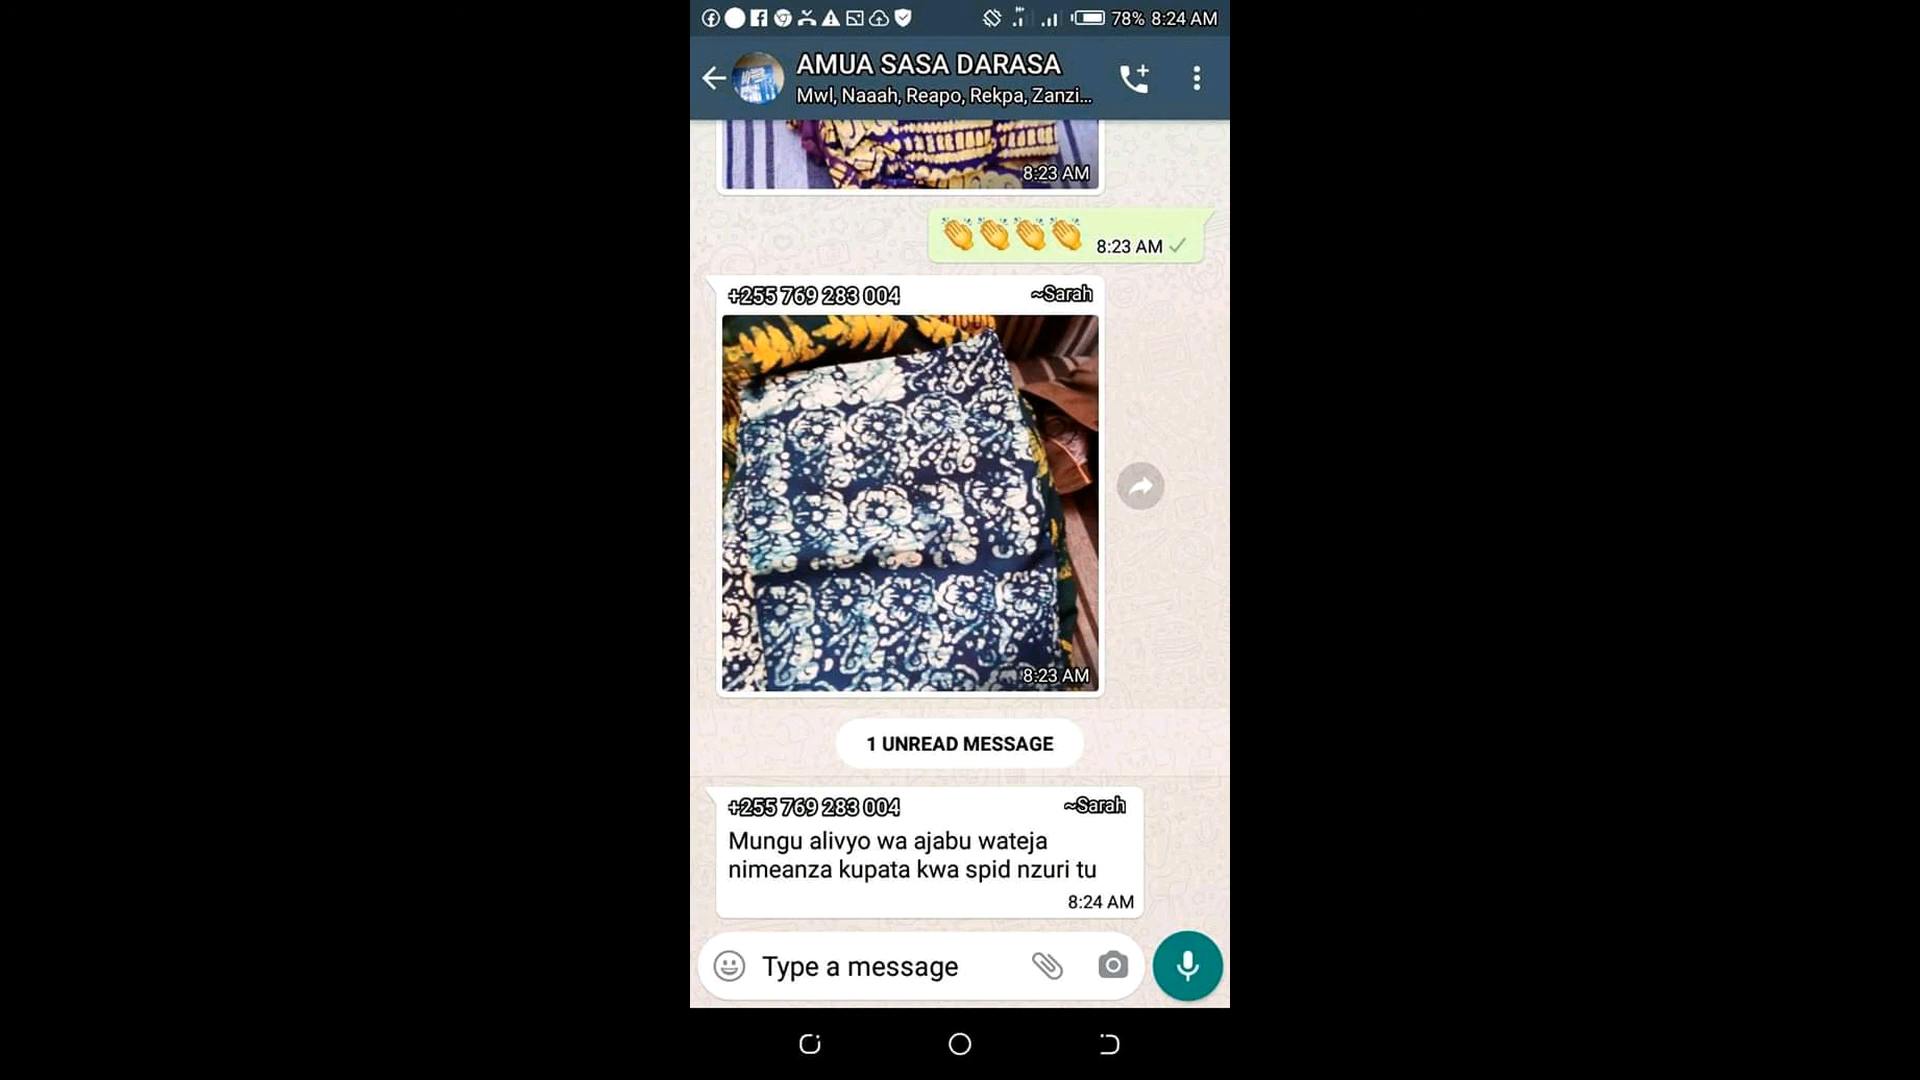 78% 8:24 AM
AMUA SASA DARASA
Mwl, Naaah, Reapo, Rekpa, Zanzi...
8:23 AM
👏👏👏👏 8:23 AM
+255 769 283 004 ~Sarah
8:23 AM
1 UNREAD MESSAGE
+255 769 283 004 ~Sarah
Mungu alivyo wa ajabu wateja
nimeanza kupata kwa spid nzuri tu
8:24 AM
Type a message